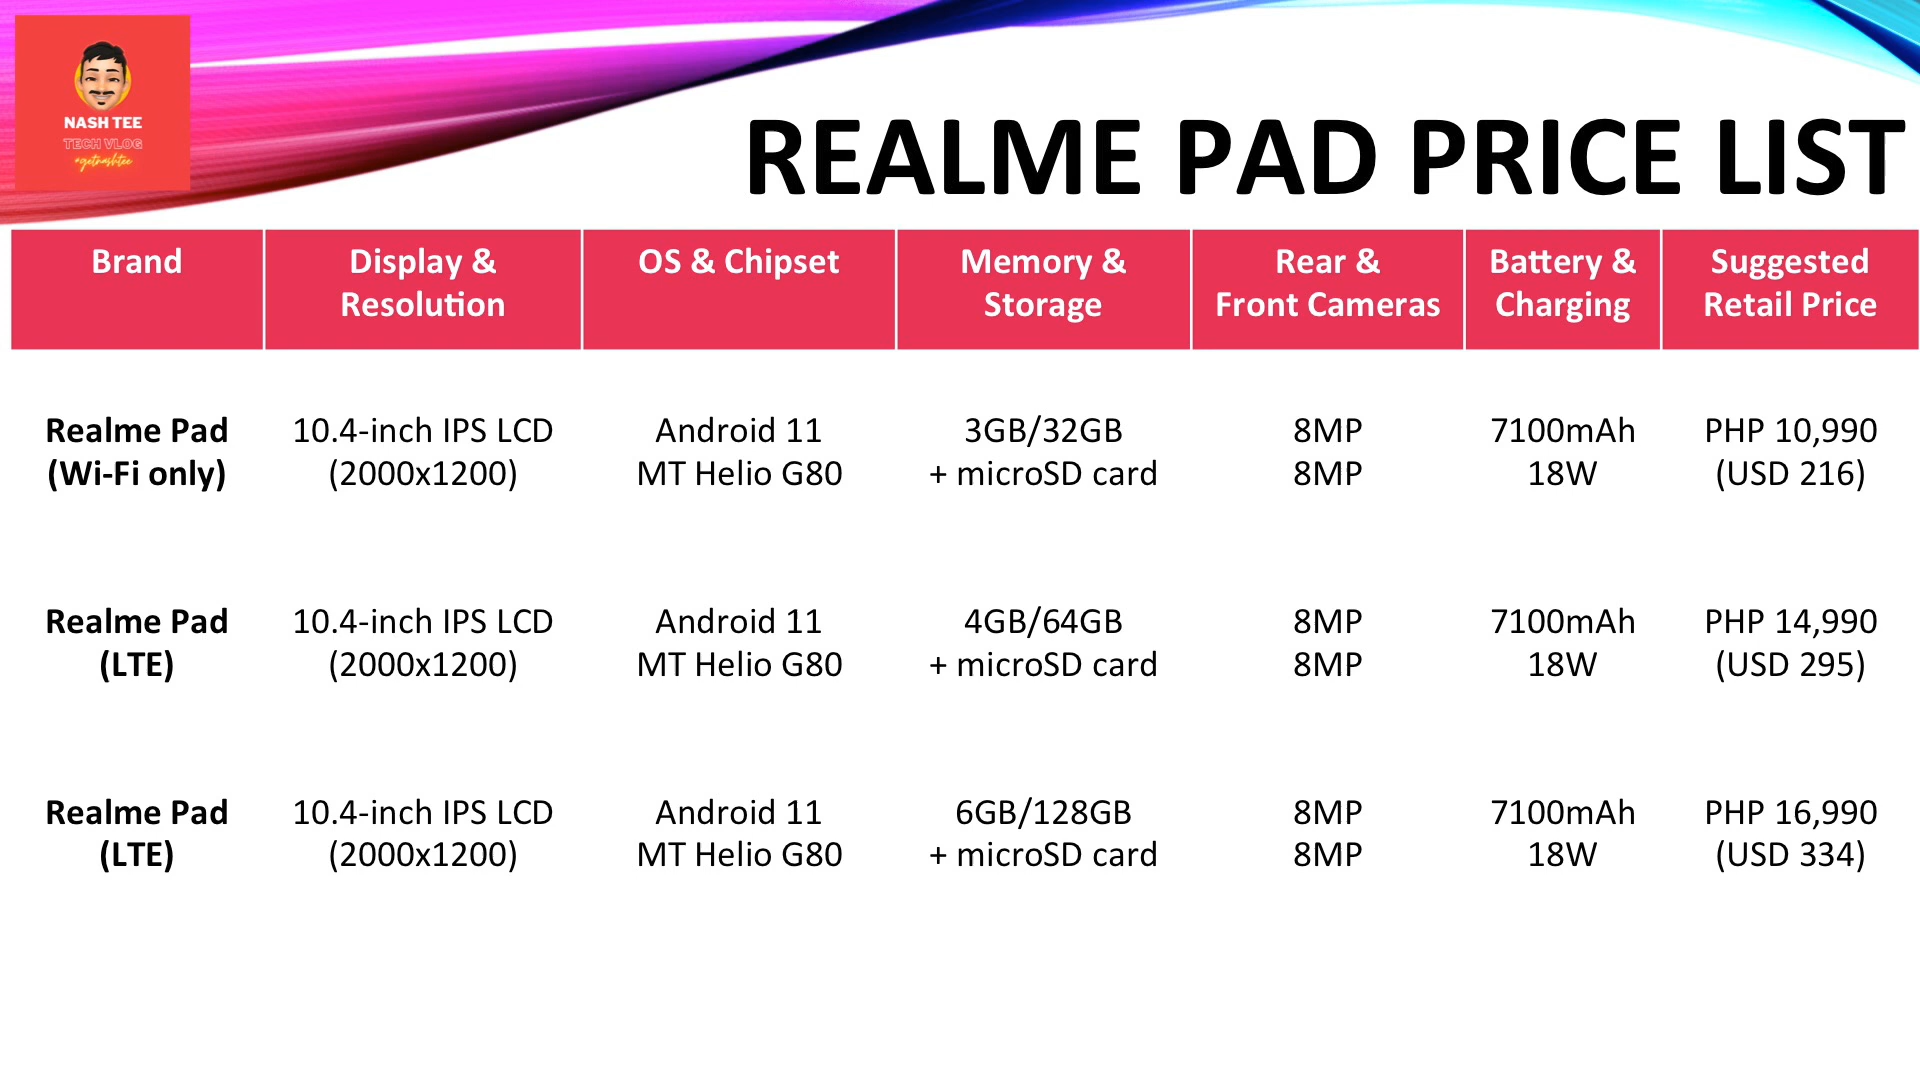 NASH TEE
TECH VLOG
#getnashtee
REALME PAD PRICE LIST
Brand
Display &
Resolution
OS & Chipset
Memory &
Storage
Rear &
Front Cameras
Battery &
Charging
Suggested
Retail Price
Realme Pad
(Wi-Fi only)
10.4-inch IPS LCD
(2000x1200)
Android 11
MT Helio G80
3GB/32GB
+ microSD card
8MP
8MP
7100mAh
18W
PHP 10,990
(USD 216)
Realme Pad
(LTE)
10.4-inch IPS LCD
(2000x1200)
Android 11
MT Helio G80
4GB/64GB
+ microSD card
8MP
8MP
7100mAh
18W
PHP 14,990
(USD 295)
Realme Pad
(LTE)
10.4-inch IPS LCD
(2000x1200)
Android 11
MT Helio G80
6GB/128GB
+ microSD card
8MP
8MP
7100mAh
18W
PHP 16,990
(USD 334)